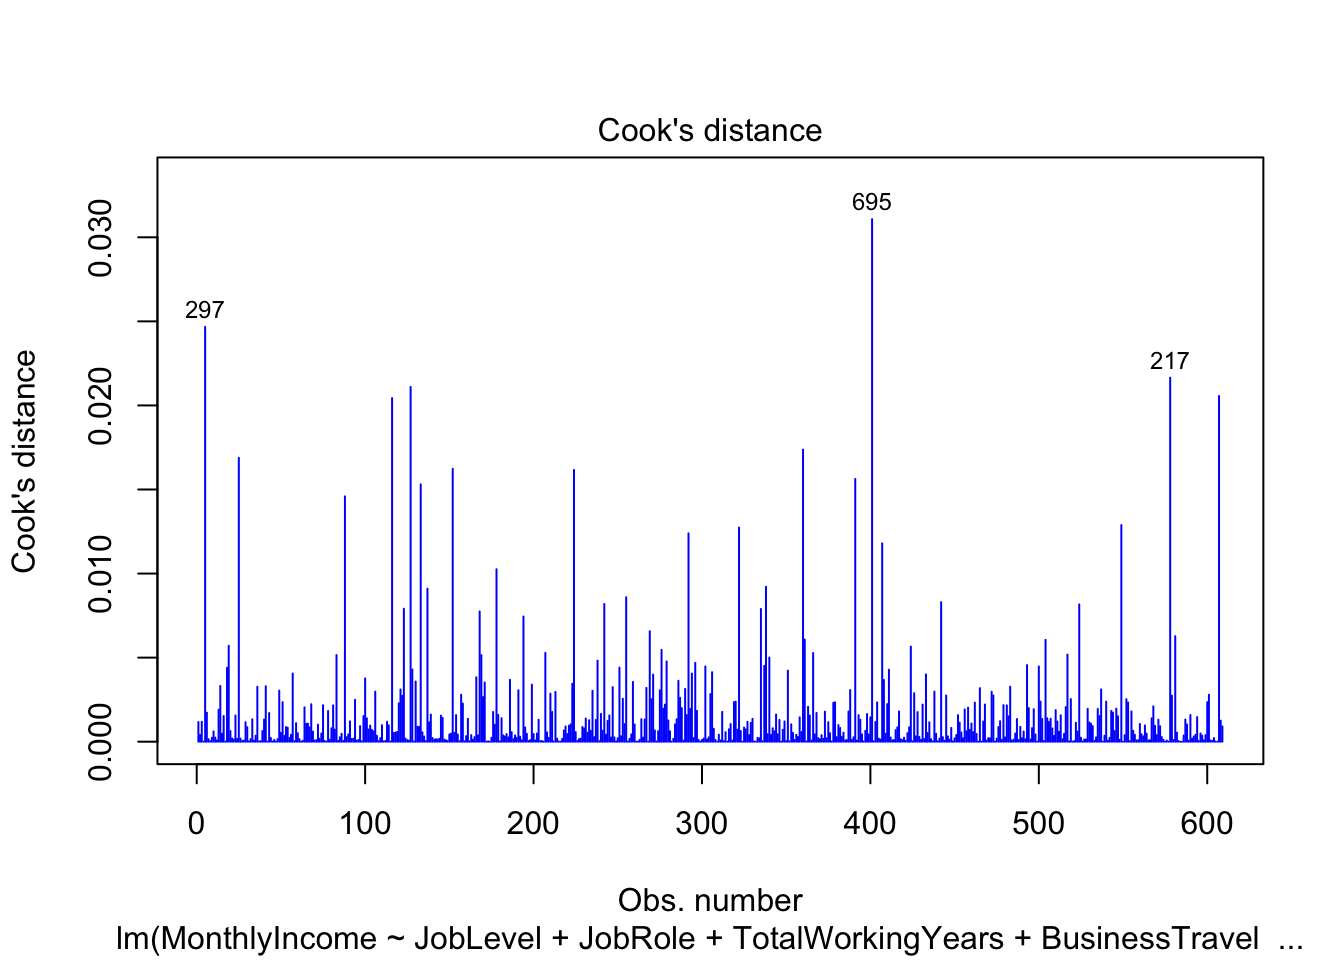 Cook's distance
695
297
217
Cook's distance
0.030
0.020
0.010
0.000
0 100 200 300 400 500 600
Obs. number
lm(MonthlyIncome ~ JobLevel + JobRole + TotalWorkingYears + BusinessTravel ...